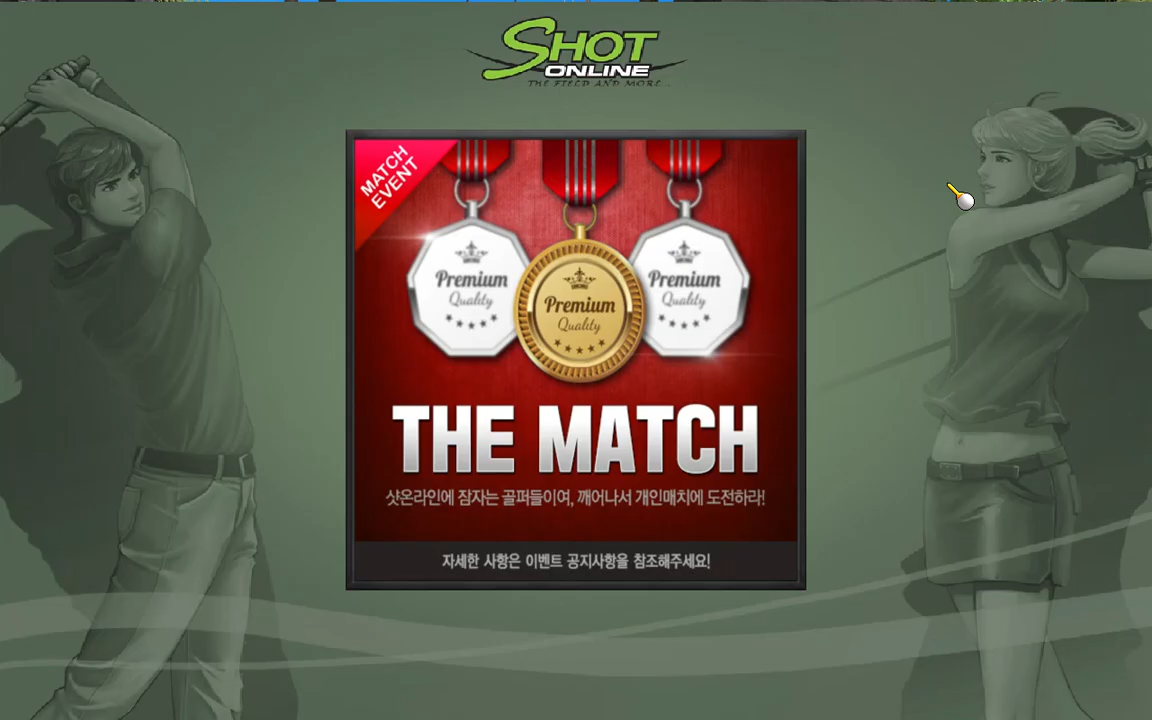 SHOT
ONLINE
THE FIELD AND MORE...
MATCH
EVENT
Premium
Quality
Premium
Quality
Premium
Quality
THE MATCH
샷온라인에 잠자는 골퍼들이여, 깨어나서 개인매치에 도전하라!
자세한 사항은 이벤트 공지사항을 참조해주세요!